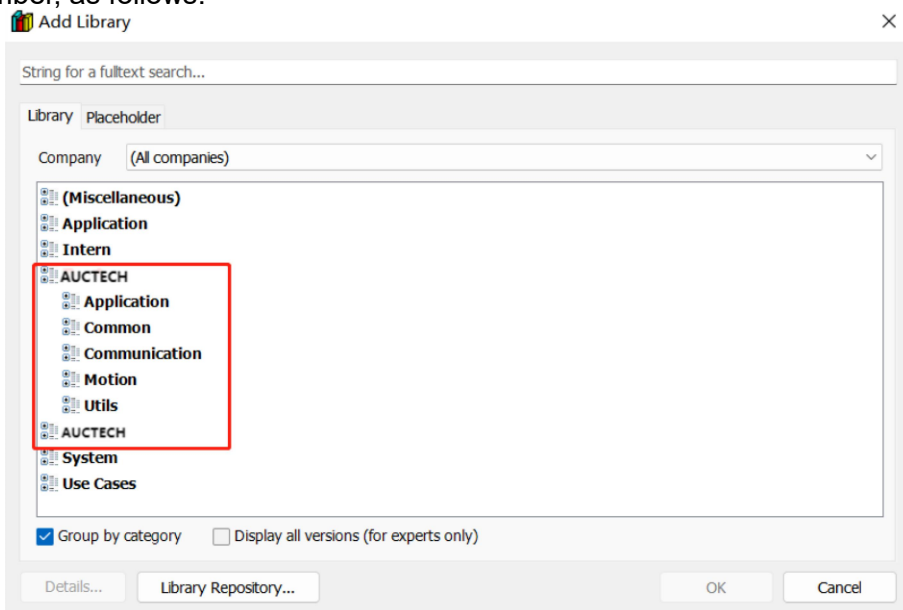 as follows:
Add Library
String for a fulltext search...
Library Placeholder
Company (All companies)
(Miscellaneous)
Application
Intern
AUCTECH
Application
Common
Communication
Motion
Utils
AUCTECH
System
Use Cases
Group by category Display all versions (for experts only)
Details... Library Repository... OK Cancel